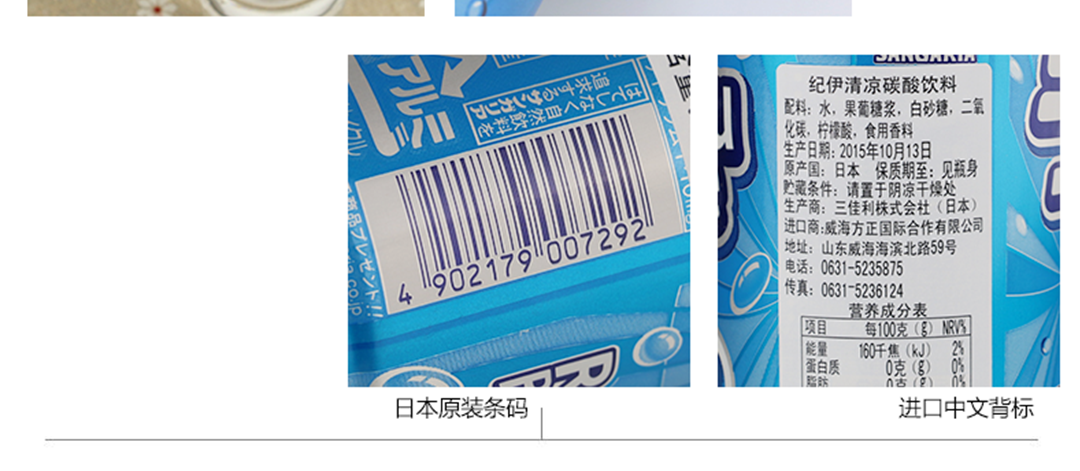 アルミ
はてしなく自然飲料を
追求するサンガリア
4 902179 007292
商品プレゼント!!
SANGARIA
纪伊清凉碳酸饮料
配料：水，果葡糖浆，白砂糖，二氧
化碳，柠檬酸，食用香料
生产日期：2015年10月13日
原产国：日本 保质期至：见瓶身
贮藏条件：请置于阴凉干燥处
生产商：三佳利株式会社（日本）
进口商:威海方正国际合作有限公司
地址：山东威海海滨北路59号
电话：0631-5235875
传真：0631-5236124
营养成分表
项目 每100克（g） NRV%
能量 160千焦（kJ） 2%
蛋白质 0克（g） 0%
脂肪 0克（g） 0%
日本原装条码
进口中文背标